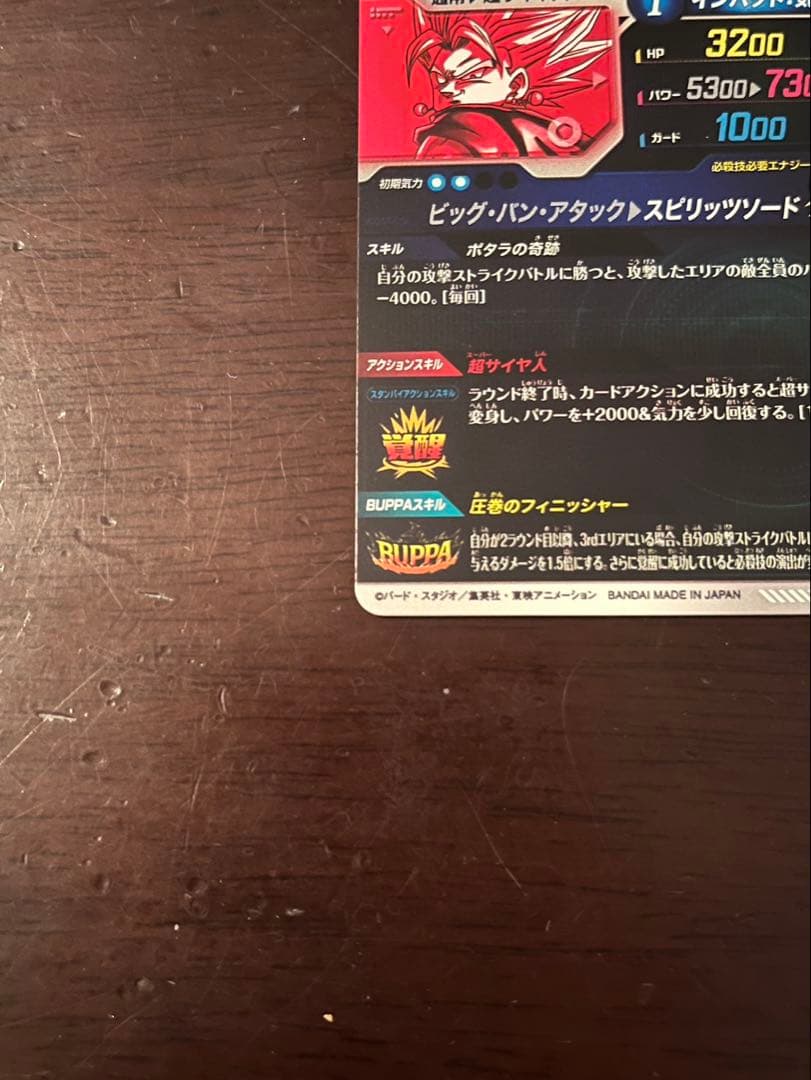 HP 3200
パワー 5300▶730
ガード 1000
必殺技必要エナジー
初期気力
ビッグ・バン・アタック▶スピリッツソード
スキル ポタラの奇跡
自分の攻撃ストライクバトルに勝つと、攻撃したエリアの敵全員の
−4000。[毎回]
アクションスキル 超サイヤ人
スタンバイアクションスキル
ラウンド終了時、カードアクションに成功すると超サ
変身し、パワーを+2000&気力を少し回復する。[
覚醒
BUPPAスキル 圧巻のフィニッシャー
自分が2ラウンド目以降、3rdエリアにいる場合、自分の攻撃ストライクバトル
与えるダメージを1.5倍にする。さらに覚醒に成功していると必殺技の演出が
BUPPA
©バード・スタジオ／集英社・東映アニメーション BANDAI MADE IN JAPAN